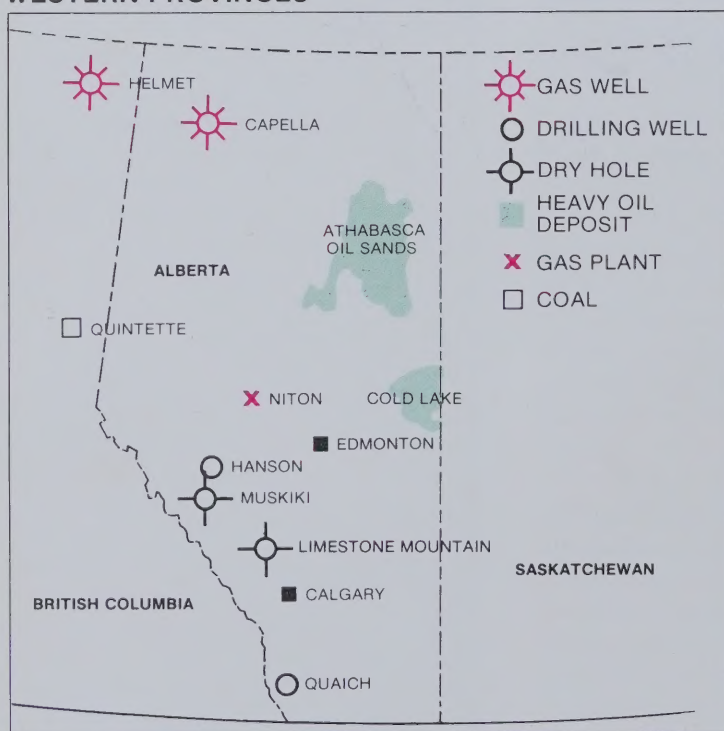 WESTERN PROVINCES
HELMET
CAPELLA
GAS WELL
DRILLING WELL
DRY HOLE
HEAVY OIL
DEPOSIT
GAS PLANT
COAL
ATHABASCA
OIL SANDS
ALBERTA
QUINTETTE
NITON
COLD LAKE
EDMONTON
HANSON
MUSKIKI
LIMESTONE MOUNTAIN
SASKATCHEWAN
CALGARY
BRITISH COLUMBIA
QUAICH